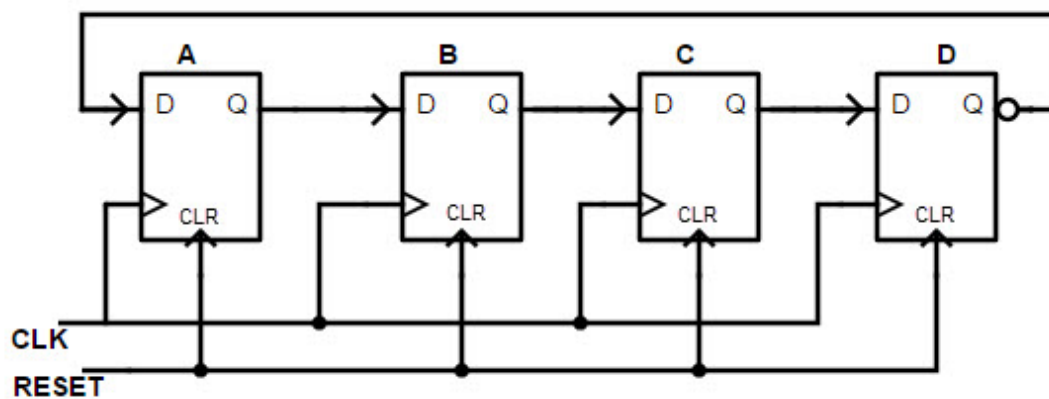 A B C D
D Q D Q D Q D Q
CLR CLR CLR CLR
CLK
RESET